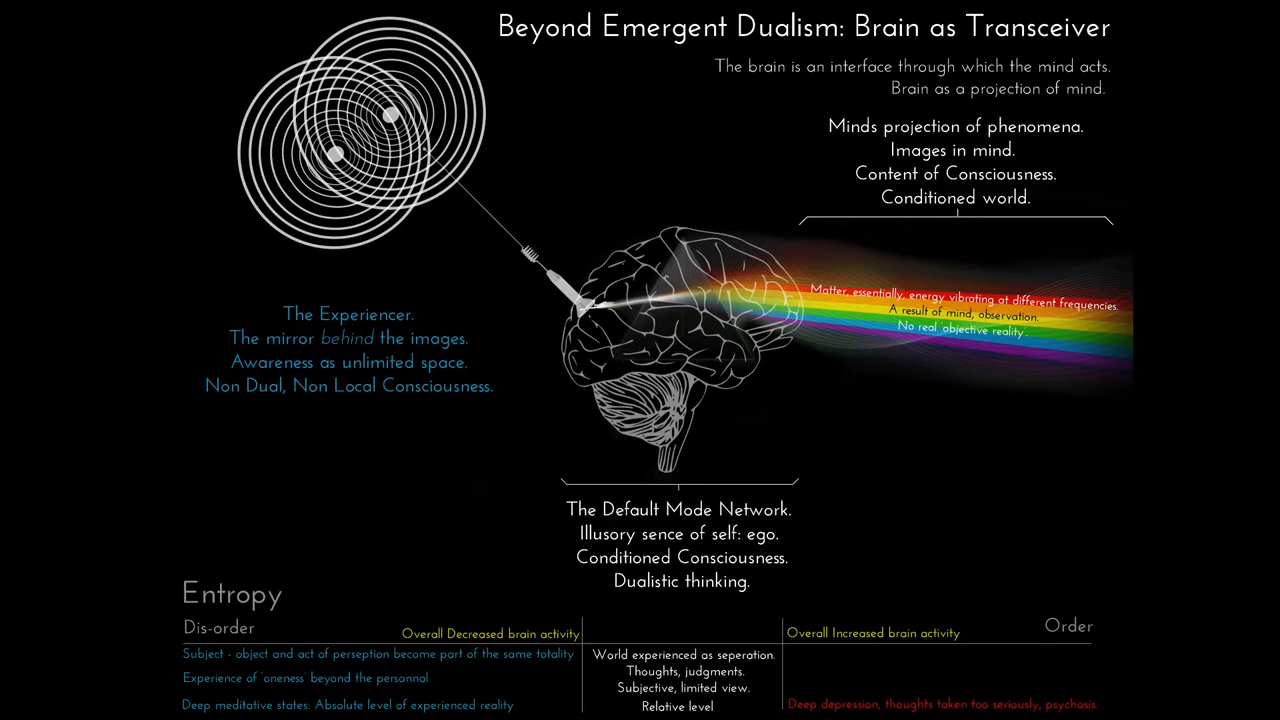 Beyond Emergent Dualism: Brain as Transceiver
The brain is an interface through which the mind acts.
Brain as a projection of mind.
Minds projection of phenomena.
Images in mind.
Content of Consciousness.
Conditioned world.
Matter, essentially, energy vibrating at different frequencies.
A result of mind, observation.
No real 'objective reality'.
The Experiencer.
The mirror behind the images.
Awareness as unlimited space.
Non Dual, Non Local Consciousness.
The Default Mode Network.
Illusory sence of self: ego.
Conditioned Consciousness.
Dualistic thinking.
Entropy
Dis-order
Overall Decreased brain activity
Overall Increased brain activity
Order
Subject - object and act of perseption become part of the same totality
Experience of 'oneness' beyond the personnal
Deep meditative states: Absolute level of experienced reality
World experienced as seperation.
Thoughts, judgments.
Subjective, limited view.
Relative level
Deep depression, thoughts taken too seriously, psychosis.